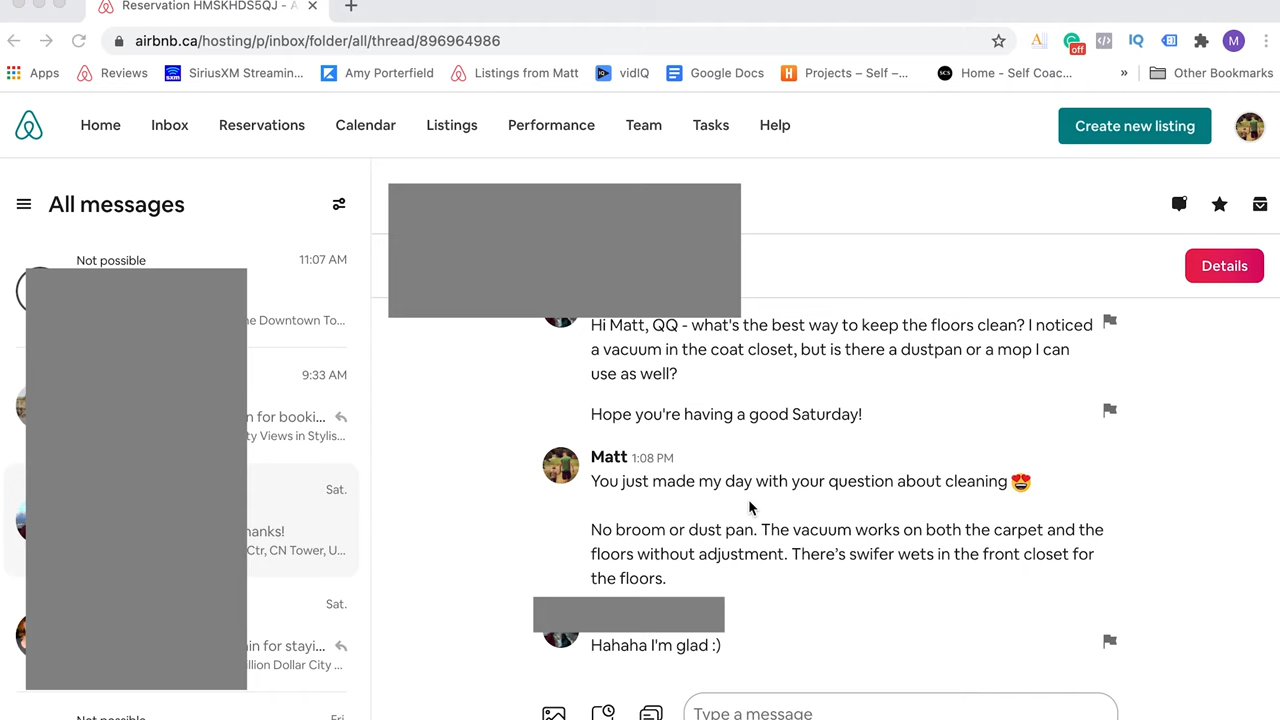 Reservation HMSKHDS5QJ - A
airbnb.ca/hosting/p/inbox/folder/all/thread/896964986
off
M
Apps
Reviews
SiriusXM Streamin...
Amy Porterfield
Listings from Matt
vidIQ
Google Docs
Projects – Self –...
Home - Self Coac...
»
Other Bookmarks
Home
Inbox
Reservations
Calendar
Listings
Performance
Team
Tasks
Help
Create new listing
All messages
Details
Not possible
11:07 AM
e Downtown To...
9:33 AM
n for booki...
ty Views in Stylis...
Sat.
hanks!
Ctr, CN Tower, U...
Sat.
in for stayi...
illion Dollar City ...
Not possible
Fri.
Hi Matt, QQ - what's the best way to keep the floors clean? I noticed
a vacuum in the coat closet, but is there a dustpan or a mop I can
use as well?
Hope you're having a good Saturday!
Matt 1:08 PM
You just made my day with your question about cleaning 😍
No broom or dust pan. The vacuum works on both the carpet and the
floors without adjustment. There's swifer wets in the front closet for
the floors.
Hahaha I'm glad :)
Type a message